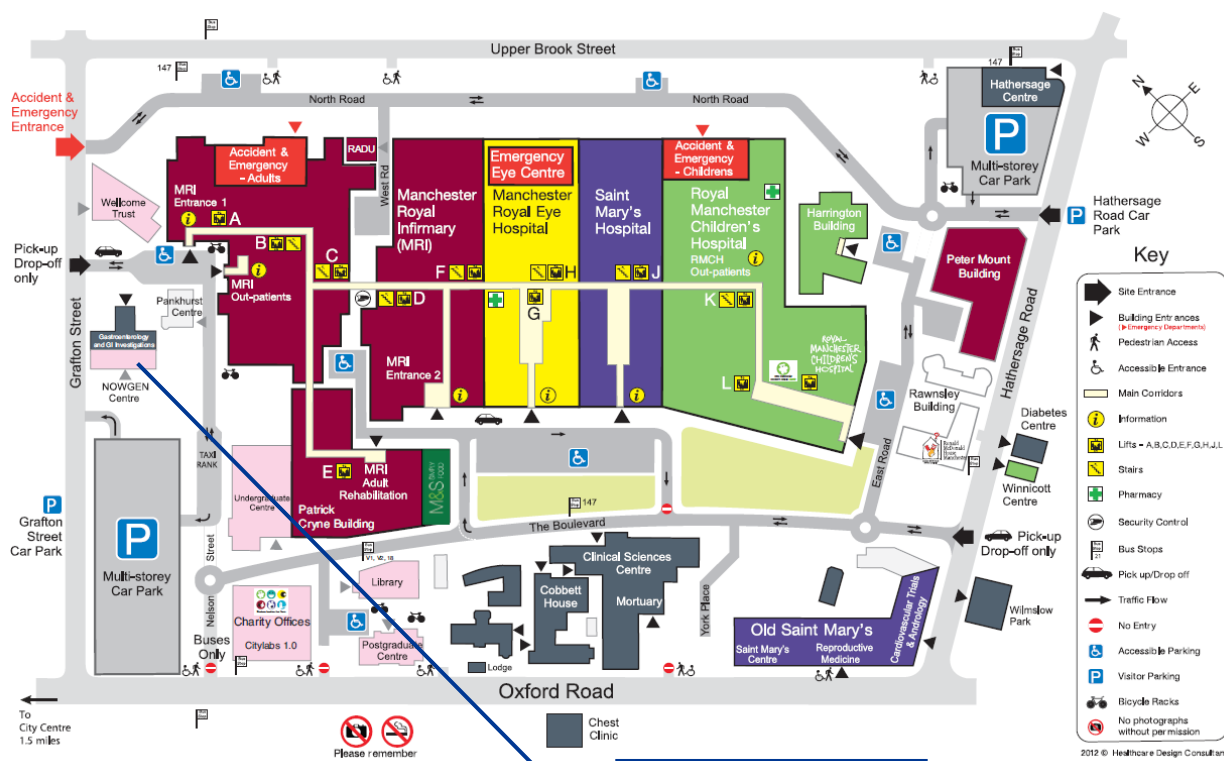 Upper Brook Street
147
147
Hathersage
Centre
N
E
W
S
Accident &
Emergency
Entrance
North Road
North Road
P
Multi-storey
Car Park
Accident &
Emergency
- Adults
RADU
West Rd
Manchester
Royal
Infirmary
(MRI)
Emergency
Eye Centre
Manchester
Royal Eye
Hospital
Saint
Mary's
Hospital
Accident &
Emergency
- Childrens
Royal
Manchester
Children's
Hospital
RMCH
Out-patients
Harrington
Building
P
Hathersage
Road Car
Park
Wellcome
Trust
MRI
Entrance 1
A
B
C
F
H
J
Pick-up
Drop-off
only
MRI
Out-patients
Pankhurst
Centre
D
G
K
Peter Mount
Building
Grafton Street
Gastroenterology
and GI Investigations
NOWGEN
Centre
MRI
Entrance 2
L
ROYAL
MANCHESTER
CHILDREN'S
HOSPITAL
Rawnsley
Building
Hathersage Road
Diabetes
Centre
Winnicott
Centre
East Road
TAXI
RANK
Undergraduate
Centre
E
MRI
Adult
Rehabilitation
M&S
SIMPLY
FOOD
Patrick
Cryne Building
147
The Boulevard
P
Grafton
Street
Car Park
P
Multi-storey
Car Park
Nelson
Street
Library
Clinical Sciences
Centre
Cobbett
House
Mortuary
York Place
Pick-up
Drop-off only
Charity Offices
Citylabs 1.0
Buses
Only
Postgraduate
Centre
Lodge
Old Saint Mary's
Saint Mary's
Centre
Reproductive
Medicine
Cardiovascular Trials
& Andrology
Wilmslow
Park
Oxford Road
To
City Centre
1.5 miles
Please remember
Chest
Clinic
Key
Site Entrance
Building Entrances
( Emergency Departments)
Pedestrian Access
Accessible Entrance
Main Corridors
Information
Lifts - A,B,C,D,E,F,G,H,J,L
Stairs
Pharmacy
Security Control
Bus Stops
Pick up/Drop off
Traffic Flow
No Entry
Accessible Parking
Visitor Parking
Bicycle Racks
No photographs
without permission
2012 © Healthcare Design Consultan